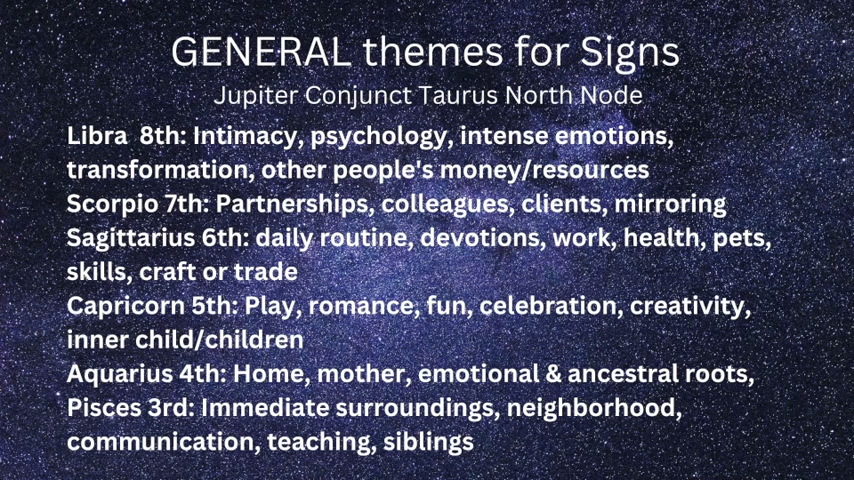 GENERAL themes for Signs
Jupiter Conjunct Taurus North Node
Libra  8th: Intimacy, psychology, intense emotions,
transformation, other people's money/resources
Scorpio 7th: Partnerships, colleagues, clients, mirroring
Sagittarius 6th: daily routine, devotions, work, health, pets,
skills, craft or trade
Capricorn 5th: Play, romance, fun, celebration, creativity,
inner child/children
Aquarius 4th: Home, mother, emotional & ancestral roots,
Pisces 3rd: Immediate surroundings, neighborhood,
communication, teaching, siblings